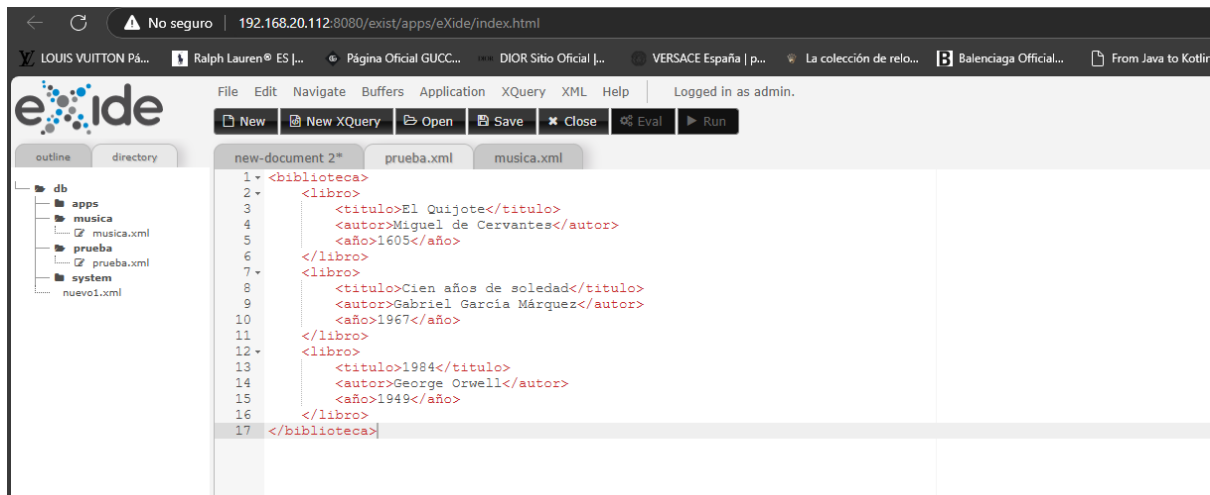 No seguro 192.168.20.112:8080/exist/apps/eXide/index.html
LOUIS VUITTON Pá... Ralph Lauren® ES |... Página Oficial GUCC... DIOR DIOR Sitio Oficial |... VERSACE España | p... La colección de relo... B Balenciaga Official... From Java to Kotlin
eXide
File Edit Navigate Buffers Application XQuery XML Help Logged in as admin.
New New XQuery Open Save Close Eval Run
outline directory
new-document 2* prueba.xml musica.xml
db
apps
musica
musica.xml
prueba
prueba.xml
system
nuevo1.xml
1 <biblioteca>
2 <libro>
3 <titulo>El Quijote</titulo>
4 <autor>Miguel de Cervantes</autor>
5 <año>1605</año>
6 </libro>
7 <libro>
8 <titulo>Cien años de soledad</titulo>
9 <autor>Gabriel García Márquez</autor>
10 <año>1967</año>
11 </libro>
12 <libro>
13 <titulo>1984</titulo>
14 <autor>George Orwell</autor>
15 <año>1949</año>
16 </libro>
17 </biblioteca>